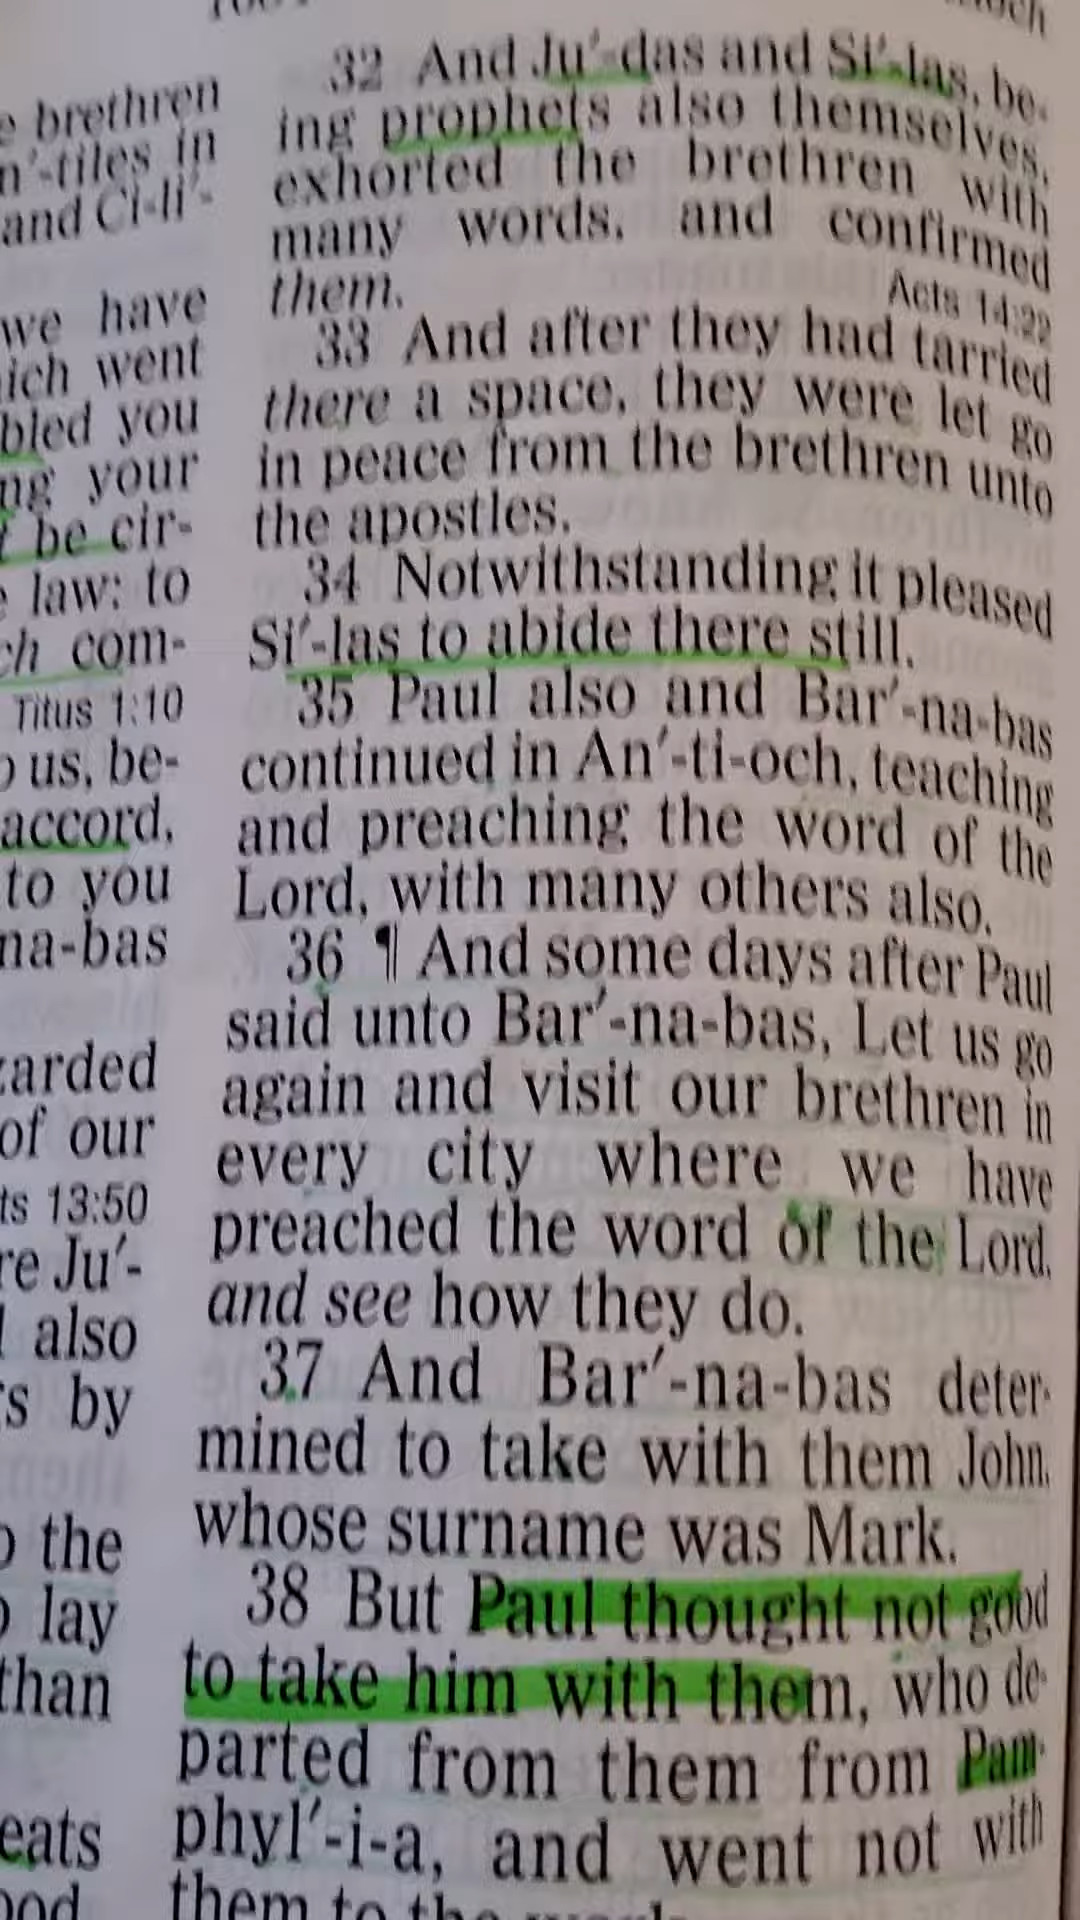 brethren
n'-tiles in
and Ci-li'-
we have
ich went
bled you
ng your
be cir-
law: to
ch com-
Titus 1:10
us, be-
accord,
to you
na-bas
zarded
of our
ts 13:50
re Ju'-
also
s by
the
lay
than
eats
ood
32 And Ju'-das and Si'-las, be-
ing prophets also themselves,
exhorted the brethren with
many words, and confirmed
them. Acts 14:22
33 And after they had tarried
there a space, they were let go
in peace from the brethren unto
the apostles.
34 Notwithstanding it pleased
Si'-las to abide there still.
35 Paul also and Bar'-na-bas
continued in An'-ti-och, teaching
and preaching the word of the
Lord, with many others also.
36 ¶ And some days after Paul
said unto Bar'-na-bas, Let us go
again and visit our brethren in
every city where we have
preached the word of the Lord,
and see how they do.
37 And Bar'-na-bas deter-
mined to take with them John,
whose surname was Mark.
38 But Paul thought not good
to take him with them, who de-
parted from them from Pam-
phyl'-i-a, and went not with
them to the work.